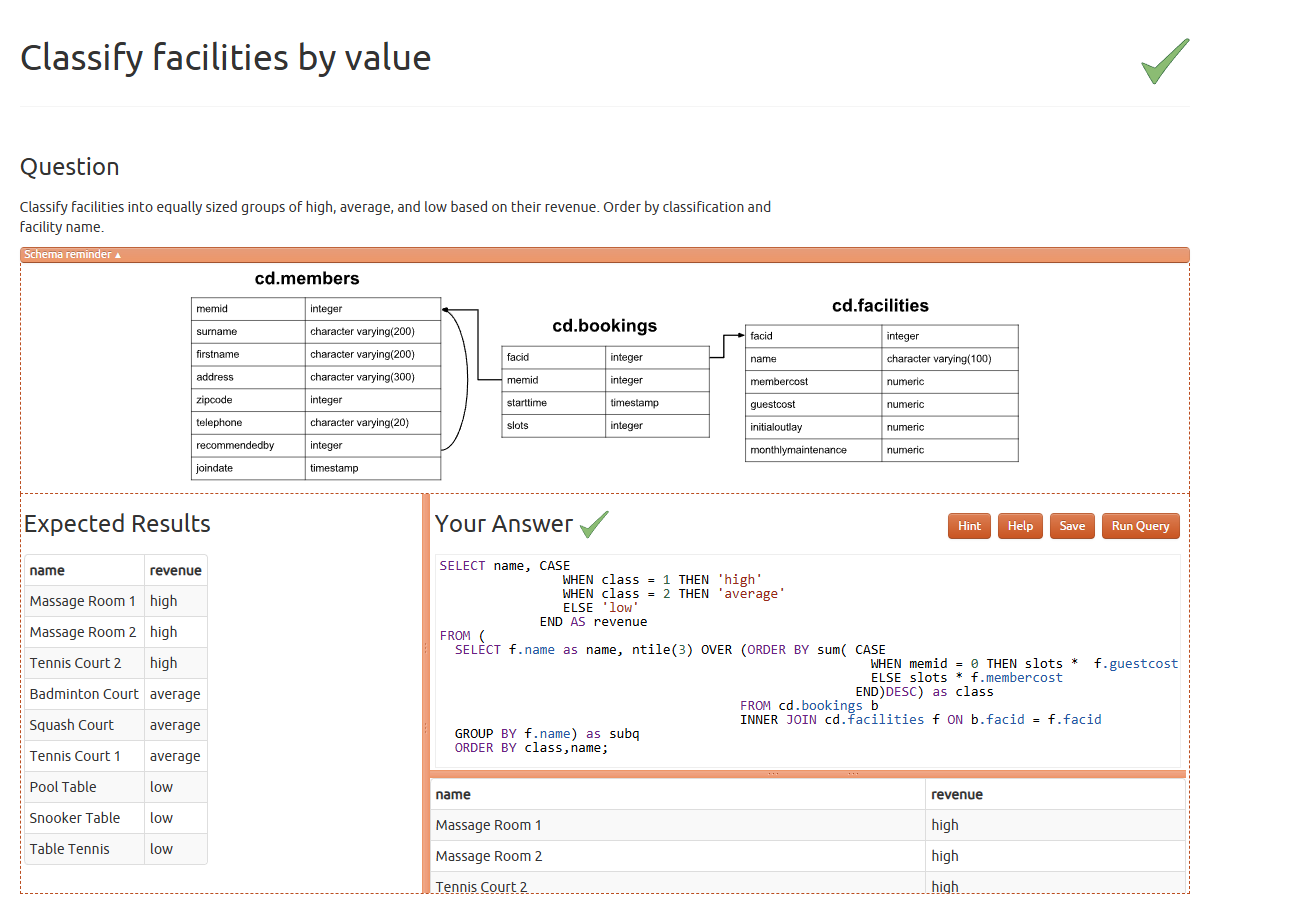 Classify facilities by value
Question
Classify facilities into equally sized groups of high, average, and low based on their revenue. Order by classification and
facility name.
Schema reminder ▲
cd.members
memid integer
surname character varying(200)
firstname character varying(200)
address character varying(300)
zipcode integer
telephone character varying(20)
recommendedby integer
joindate timestamp
cd.bookings
facid integer
memid integer
starttime timestamp
slots integer
cd.facilities
facid integer
name character varying(100)
membercost numeric
guestcost numeric
initialoutlay numeric
monthlymaintenance numeric
Expected Results
name revenue
Massage Room 1 high
Massage Room 2 high
Tennis Court 2 high
Badminton Court average
Squash Court average
Tennis Court 1 average
Pool Table low
Snooker Table low
Table Tennis low
Your Answer
Hint Help Save Run Query
SELECT name, CASE
WHEN class = 1 THEN 'high'
WHEN class = 2 THEN 'average'
ELSE 'low'
END AS revenue
FROM (
SELECT f.name as name, ntile(3) OVER (ORDER BY sum( CASE
WHEN memid = 0 THEN slots * f.guestcost
ELSE slots * f.membercost
END)DESC) as class
FROM cd.bookings b
INNER JOIN cd.facilities f ON b.facid = f.facid
GROUP BY f.name) as subq
ORDER BY class,name;
name revenue
Massage Room 1 high
Massage Room 2 high
Tennis Court 2 high